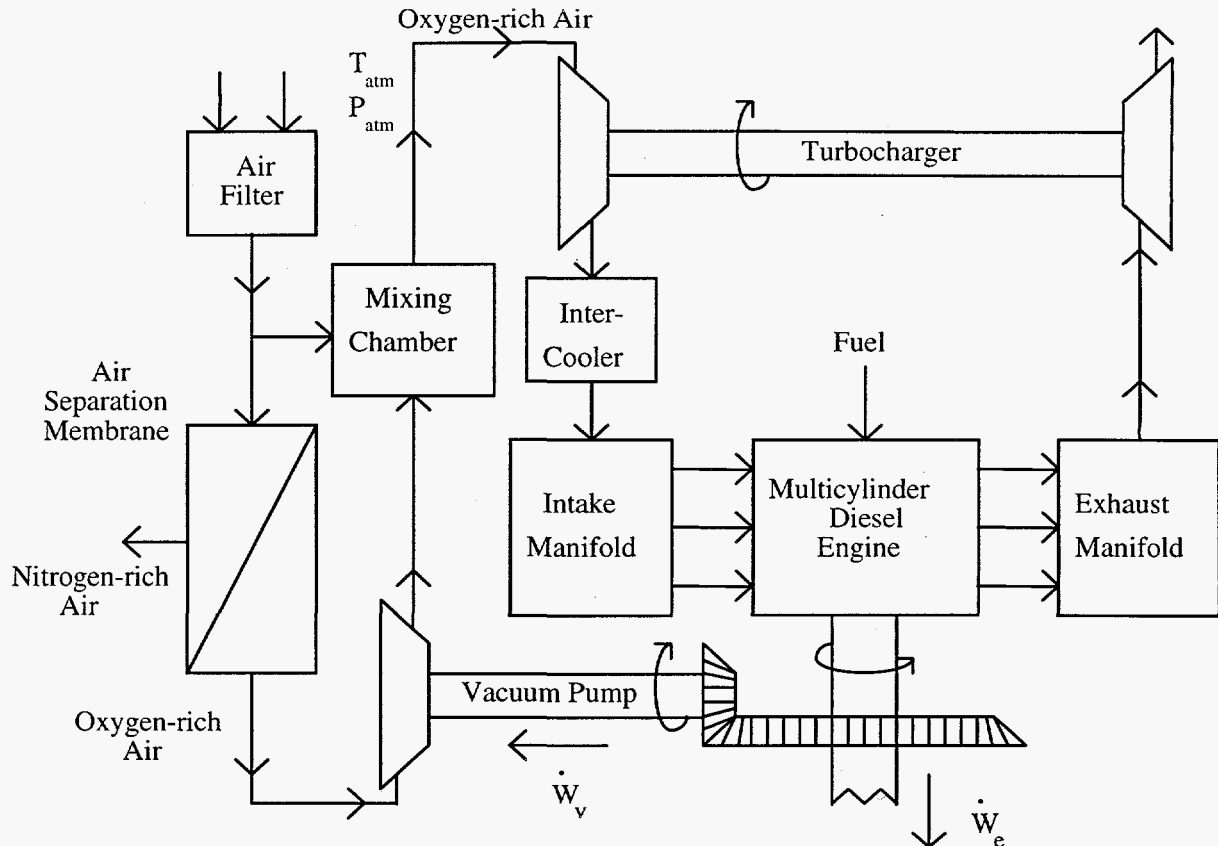 Oxygen-rich Air
T_atm
P_atm
Air
Filter
Turbocharger
Mixing
Chamber
Inter-
Cooler
Fuel
Air
Separation
Membrane
Intake
Manifold
Multicylinder
Diesel
Engine
Exhaust
Manifold
Nitrogen-rich
Air
Vacuum Pump
Oxygen-rich
Air
Ẇ_v
Ẇ_e